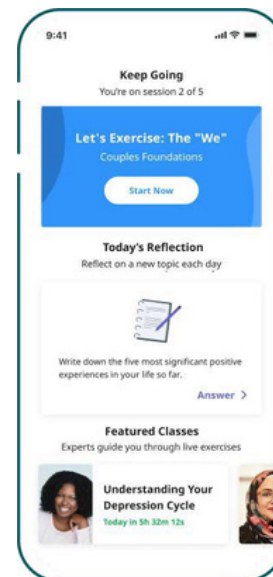 9:41
Keep Going
You're on session 2 of 5
Let's Exercise: The "We"
Couples Foundations
Start Now
Today's Reflection
Reflect on a new topic each day
Write down the five most significant positive
experiences in your life so far.
Answer >
Featured Classes
Experts guide you through live exercises
Understanding Your
Depression Cycle
Today in 5h 32m 12s